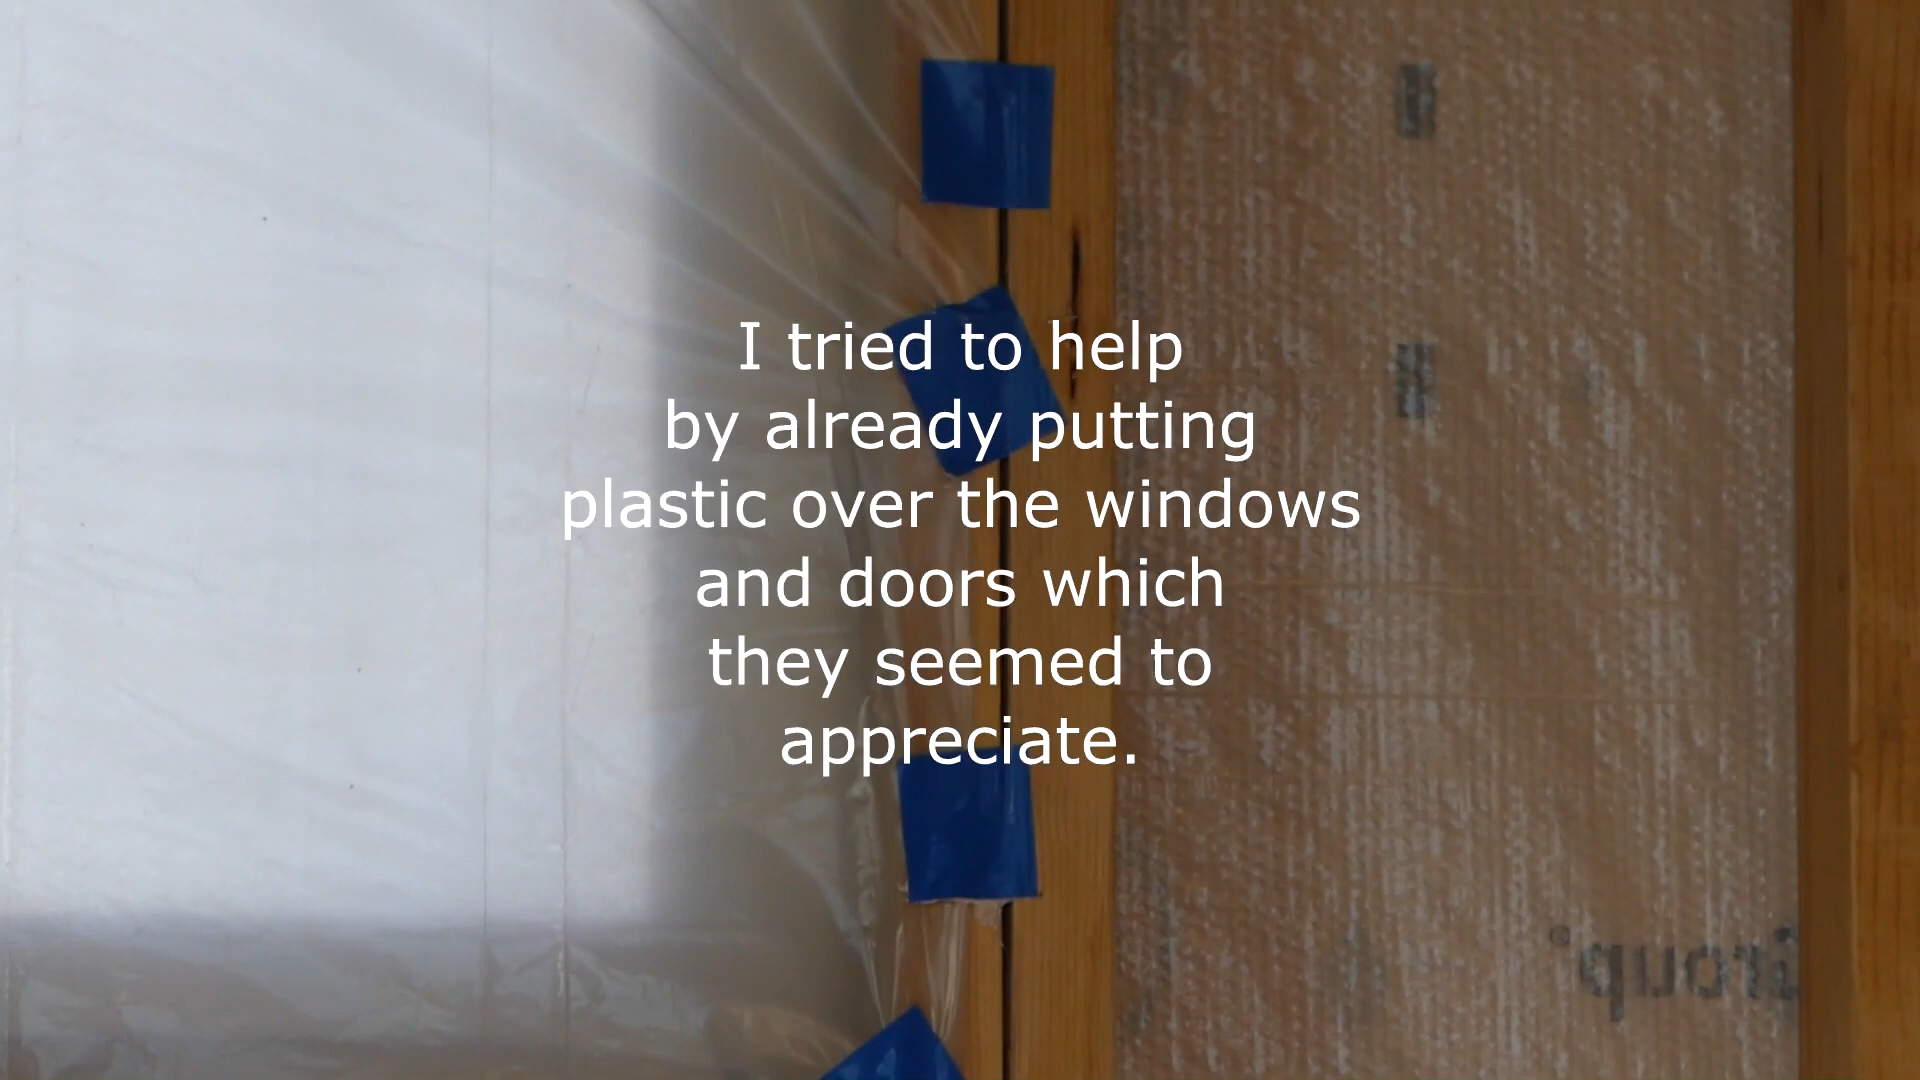 I tried to help
by already putting
plastic over the windows
and doors which
they seemed to
appreciate.